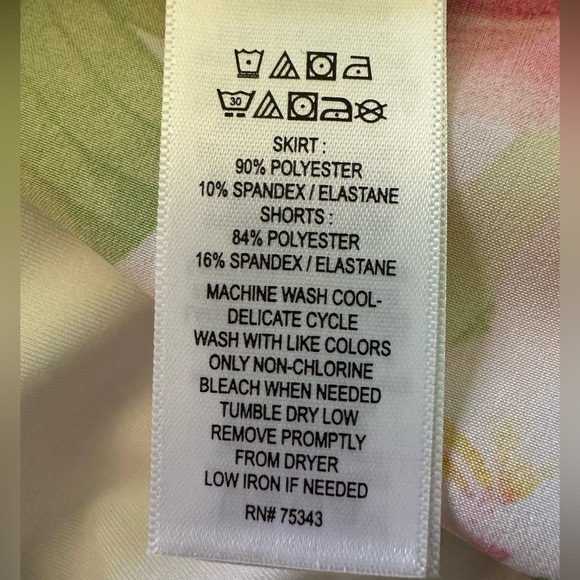 30
SKIRT :
90% POLYESTER
10% SPANDEX / ELASTANE
SHORTS :
84% POLYESTER
16% SPANDEX / ELASTANE
MACHINE WASH COOL-
DELICATE CYCLE
WASH WITH LIKE COLORS
ONLY NON-CHLORINE
BLEACH WHEN NEEDED
TUMBLE DRY LOW
REMOVE PROMPTLY
FROM DRYER
LOW IRON IF NEEDED
RN# 75343